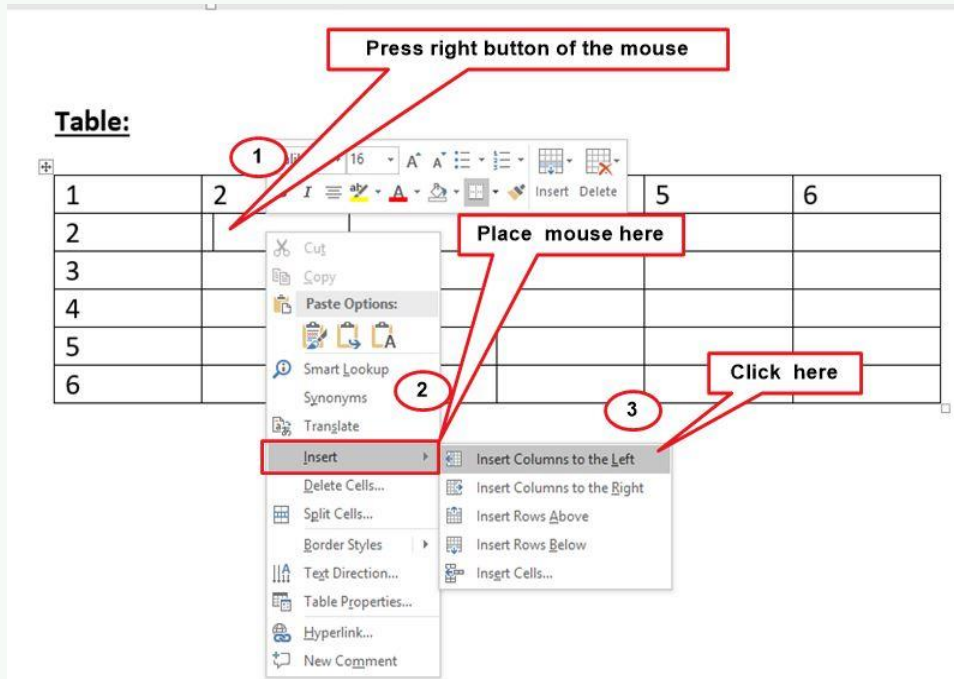 Press right button of the mouse
Table:
1
16
A A
I A
Insert Delete
1 2 5 6
2
Place mouse here
3
4
5
6
Cut
Copy
Paste Options:
Smart Lookup
Synonyms
2
Translate
Click here
3
Insert
Insert Columns to the Left
Delete Cells...
Insert Columns to the Right
Split Cells...
Insert Rows Above
Border Styles
Insert Rows Below
Text Direction...
Insert Cells...
Table Properties...
Hyperlink...
New Comment